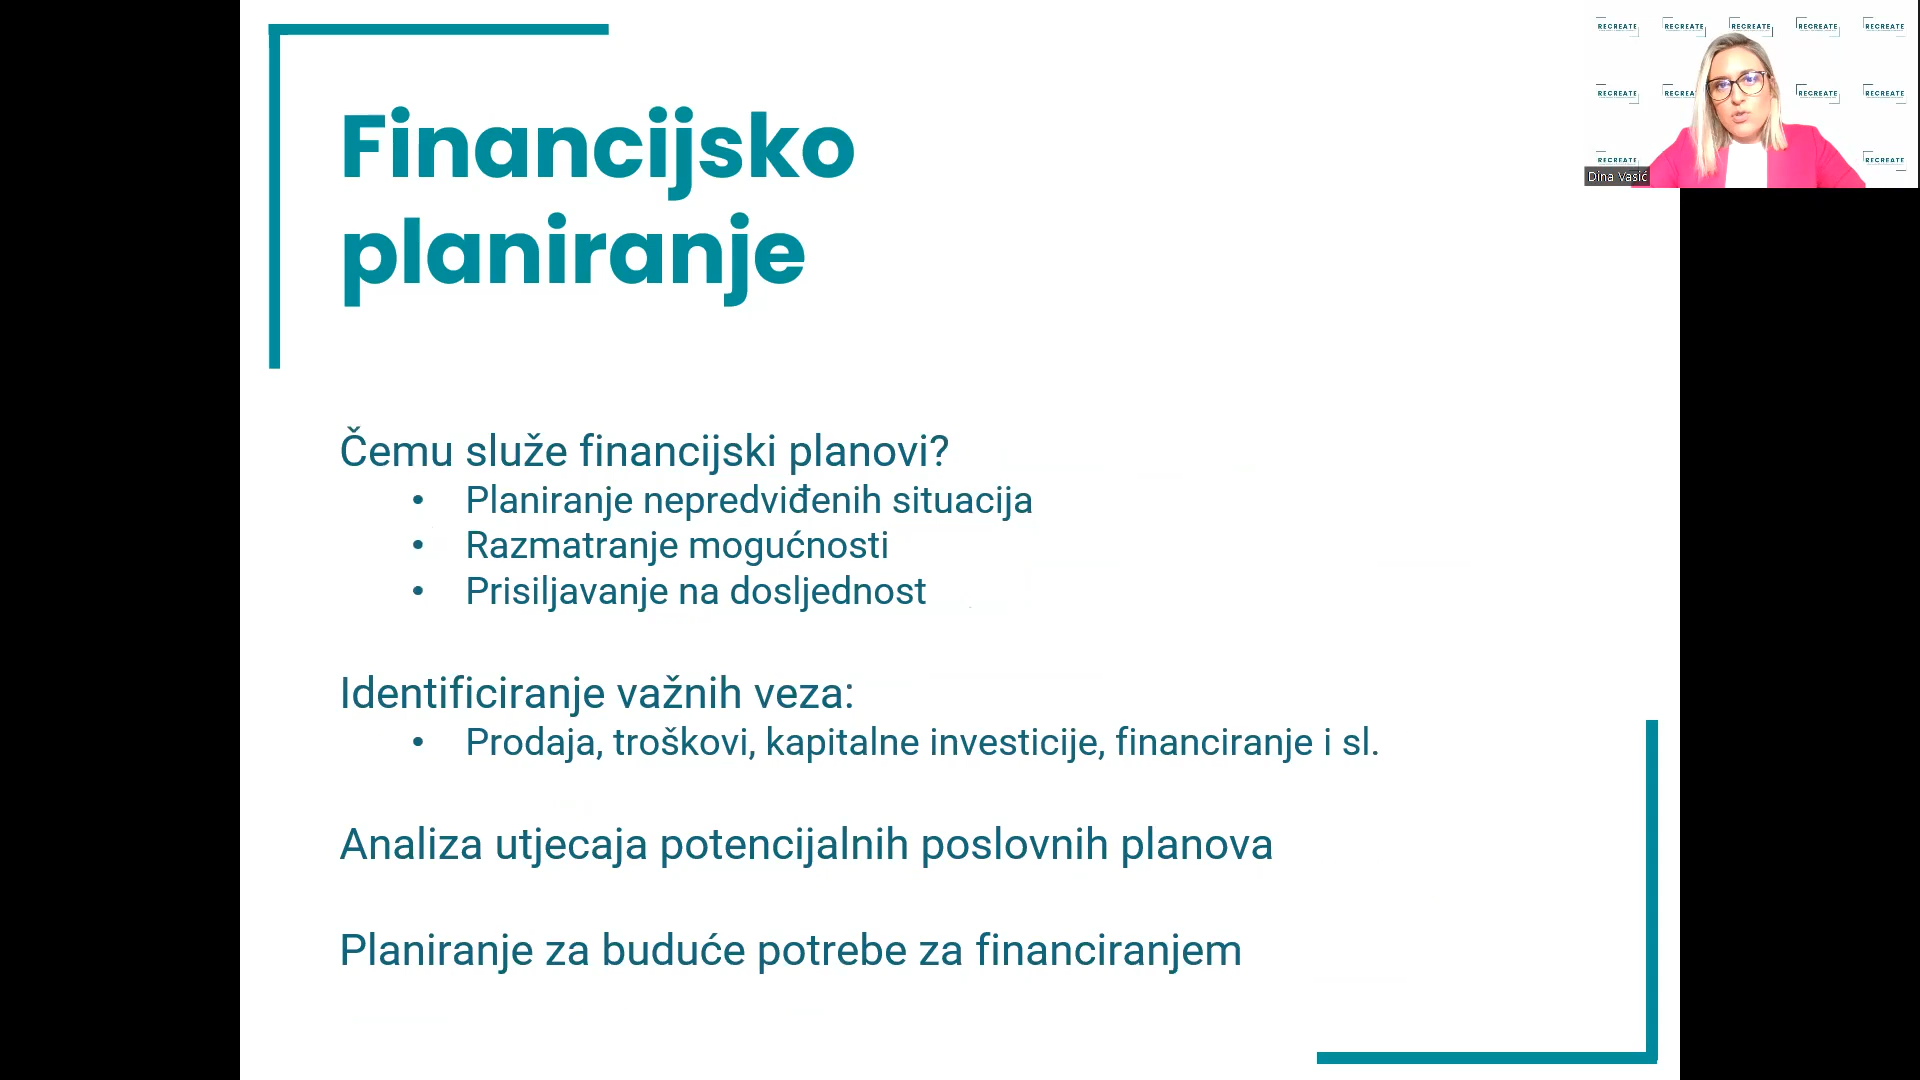 Financijsko
planiranje
Čemu služe financijski planovi?
• Planiranje nepredviđenih situacija
• Razmatranje mogućnosti
• Prisiljavanje na dosljednost
Identificiranje važnih veza:
• Prodaja, troškovi, kapitalne investicije, financiranje i sl.
Analiza utjecaja potencijalnih poslovnih planova
Planiranje za buduće potrebe za financiranjem
RECREATE RECREATE RECREATE RECREATE RECREATE
RECREATE RECREA RECREATE RECREATE
RECREATE RECREATE
Dina Vasić